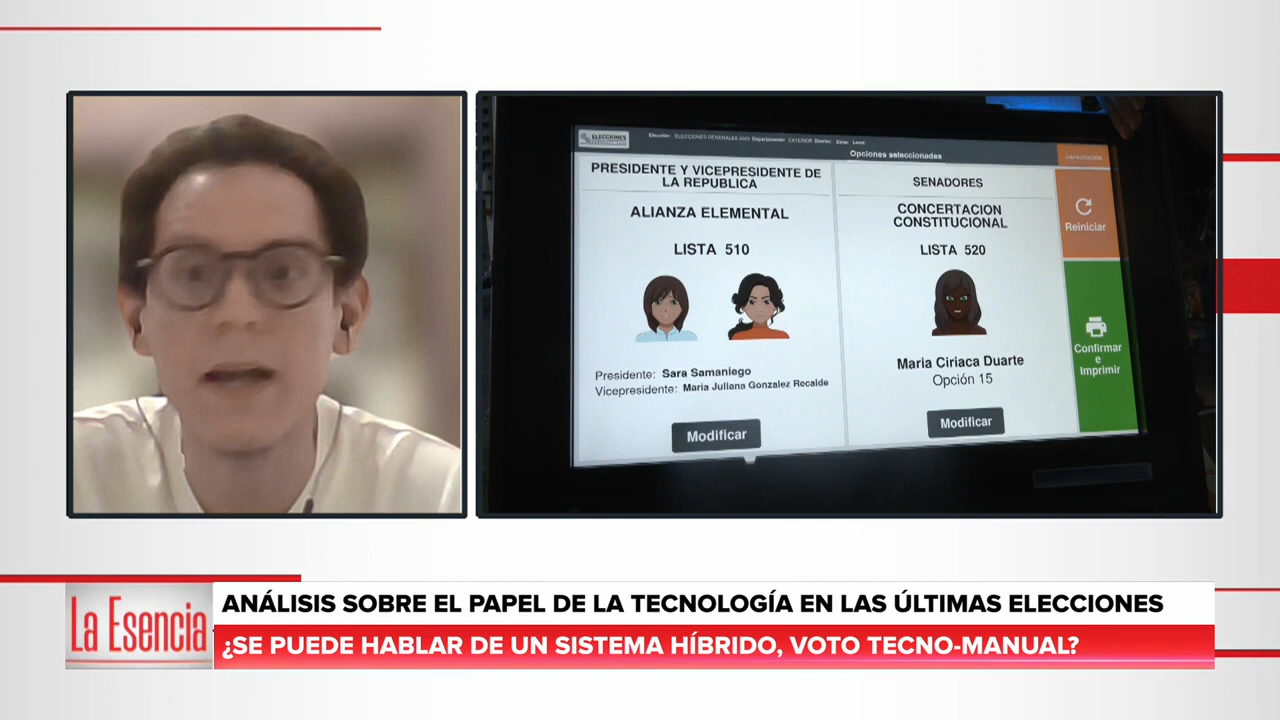 ELECCIONES
Opciones seleccionadas
CAPACITACIÓN
PRESIDENTE Y VICEPRESIDENTE DE
LA REPUBLICA
ALIANZA ELEMENTAL
LISTA 510
Presidente: Sara Samaniego
Vicepresidente: Maria Juliana Gonzalez Recalde
Modificar
SENADORES
CONCERTACION
CONSTITUCIONAL
LISTA 520
Maria Ciriaca Duarte
Opción 15
Modificar
Reiniciar
Confirmar
e
Imprimir
La Esencia
ANÁLISIS SOBRE EL PAPEL DE LA TECNOLOGÍA EN LAS ÚLTIMAS ELECCIONES
¿SE PUEDE HABLAR DE UN SISTEMA HÍBRIDO, VOTO TECNO-MANUAL?